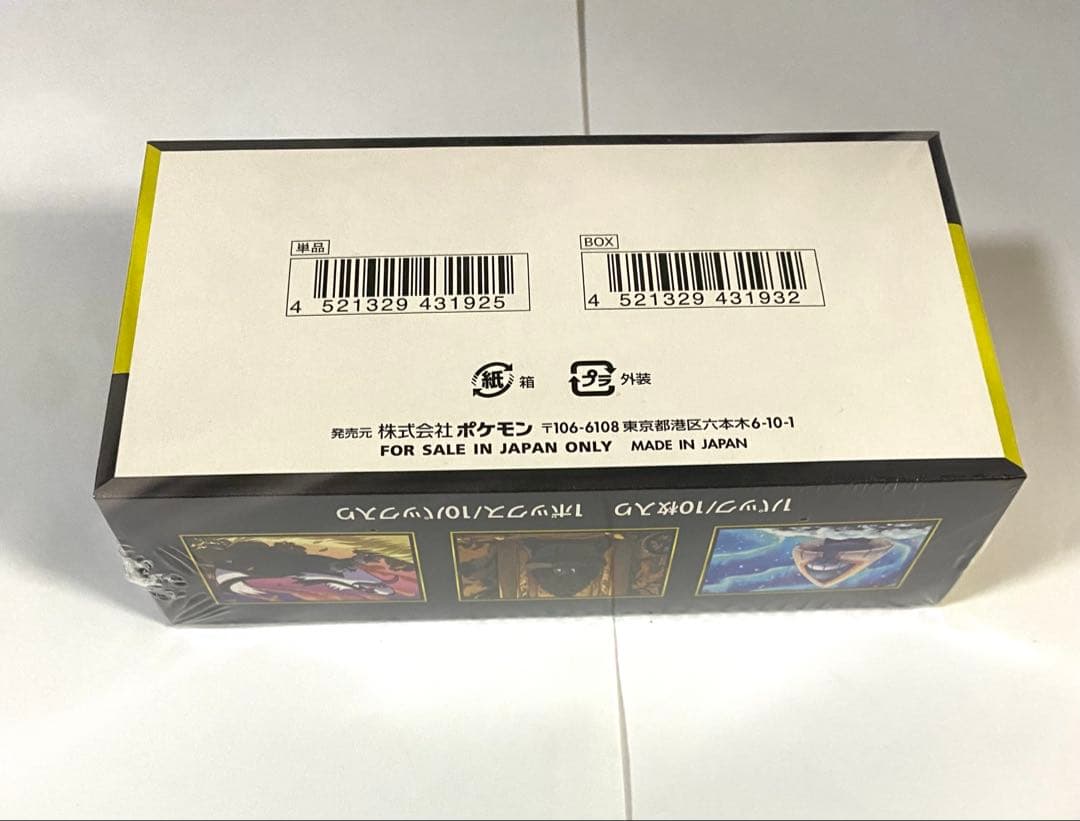 単品
4 521329 431925
BOX
4 521329 431932
紙 箱
プラ 外装
発売元 株式会社ポケモン 〒106-6108 東京都港区六本木6-10-1
FOR SALE IN JAPAN ONLY MADE IN JAPAN
1パック/10枚入り 1ボックス/10パック入り